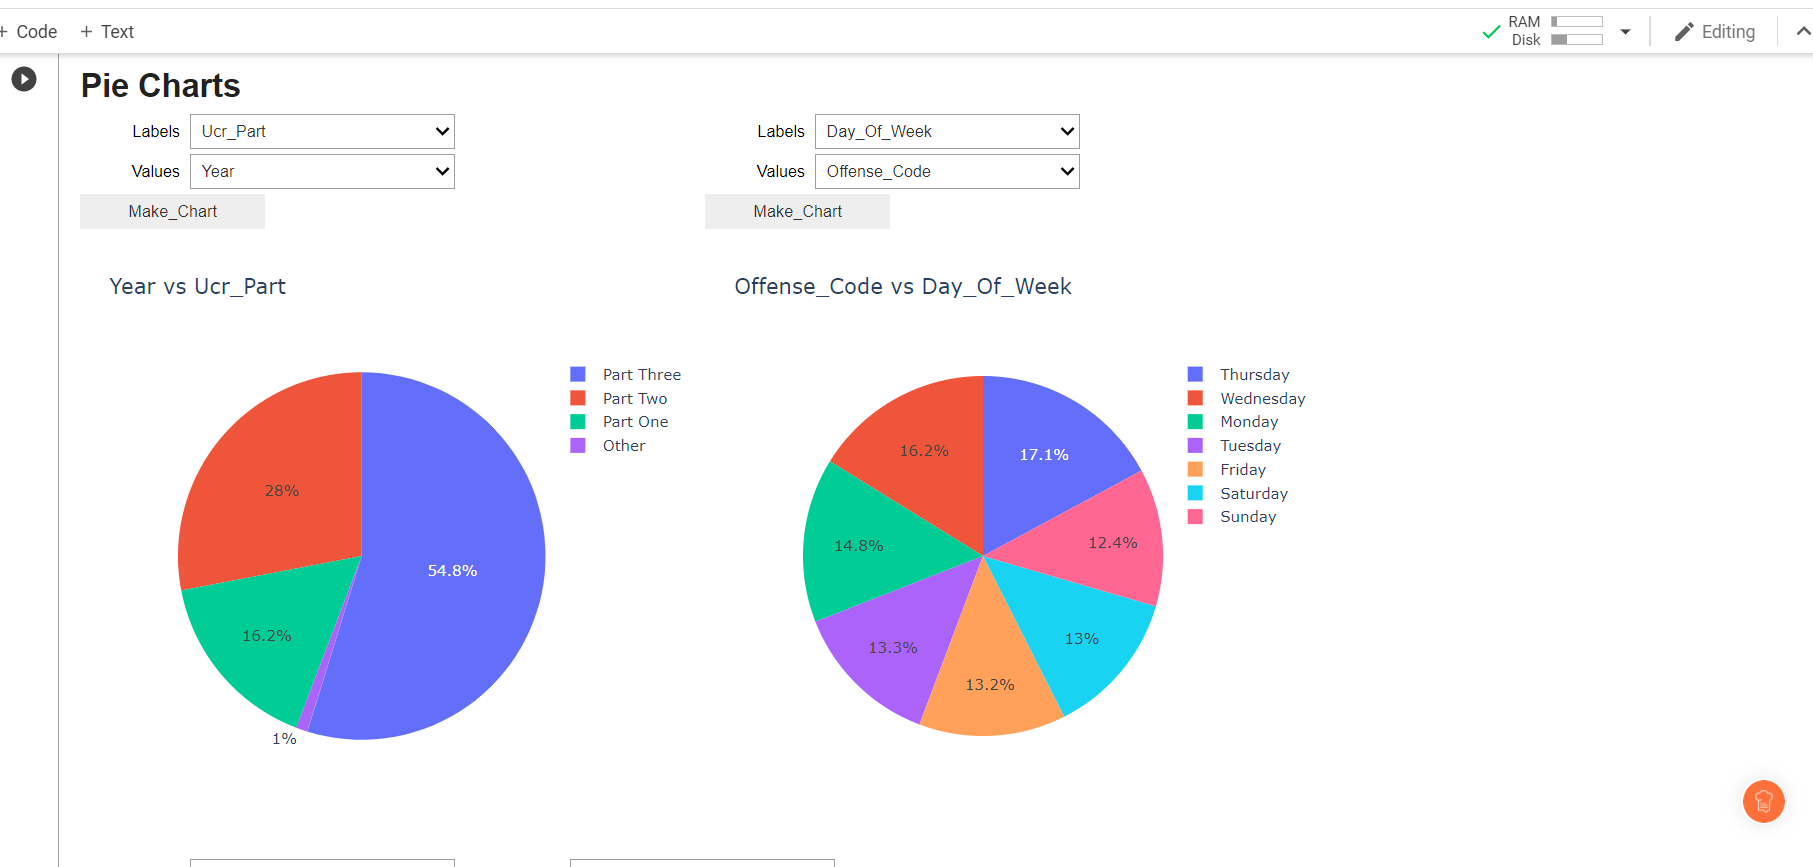 + Code + Text
RAM
Disk
Editing
Pie Charts
Labels Ucr_Part
Values Year
Make_Chart
Labels Day_Of_Week
Values Offense_Code
Make_Chart
Year vs Ucr_Part
Part Three
Part Two
Part One
Other
28%
54.8%
16.2%
1%
Offense_Code vs Day_Of_Week
Thursday
Wednesday
Monday
Tuesday
Friday
Saturday
Sunday
16.2%
17.1%
14.8%
12.4%
13.3%
13%
13.2%